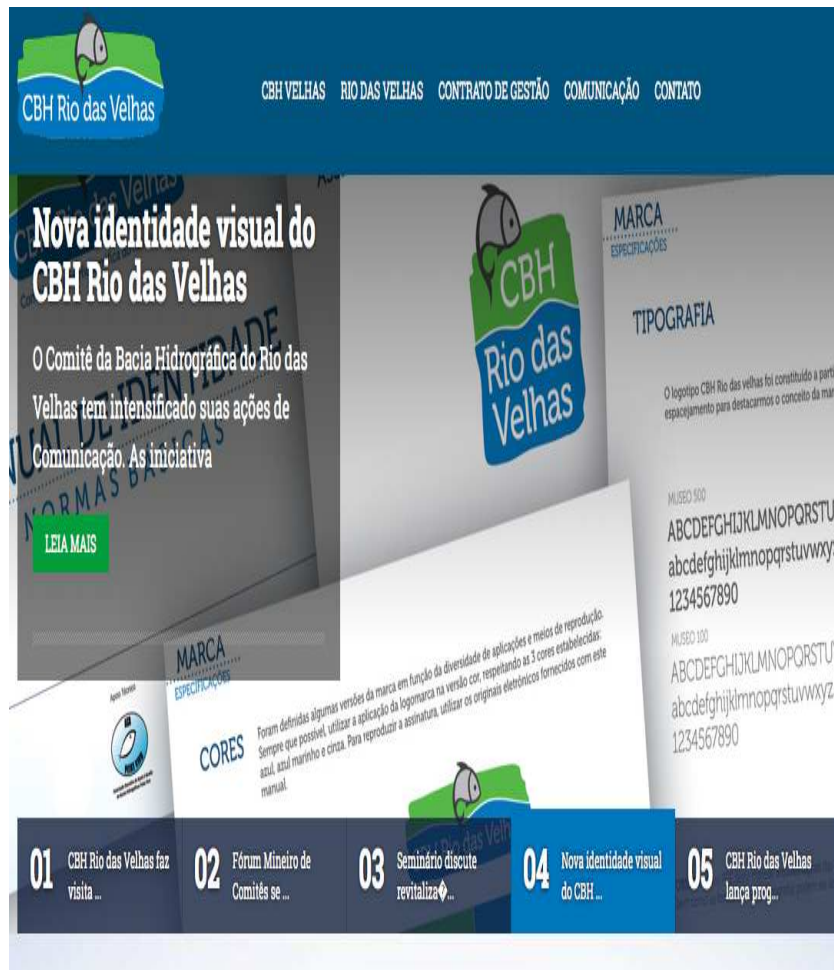 CBH Rio das Velhas
CBH VELHAS RIO DAS VELHAS CONTRATO DE GESTÃO COMUNICAÇÃO CONTATO
Nova identidade visual do
CBH Rio das Velhas
O Comitê da Bacia Hidrográfica do Rio das
Velhas tem intensificado suas ações de
Comunicação. As iniciativa
LEIA MAIS
NUAL DE IDENTIDADE
NORMAS BÁSICAS
CBH
Rio das
Velhas
MARCA
ESPECIFICAÇÕES
TIPOGRAFIA
O logotipo CBH Rio das velhas foi constituído a parti
espacejamento para destacarmos o conceito da mar
MUSEO 500
ABCDEFGHIJKLMNOPQRSTU
abcdefghijklmnopqrstuvwxy
1234567890
MUSEO 100
ABCDEFGHIJKLMNOPQRSTU
abcdefghijklmnopqrstuvwxyz
1234567890
MARCA
ESPECIFICAÇÕES
CORES
Foram definidas algumas versões da marca em função da diversidade de aplicações e meios de reprodução.
Sempre que possível, utilizar a aplicação da logomarca na versão cor, respeitando as 3 cores estabelecidas:
azul, azul marinho e cinza. Para reproduzir a assinatura, utilizar os originais eletrônicos fornecidos com este
manual.
Apoio Técnico
01 CBH Rio das Velhas faz
visita ...
02 Fórum Mineiro de
Comitês se ...
03 Seminário discute
revitaliza�...
04 Nova identidade visual
do CBH ...
05 CBH Rio das Velhas
lança prog...